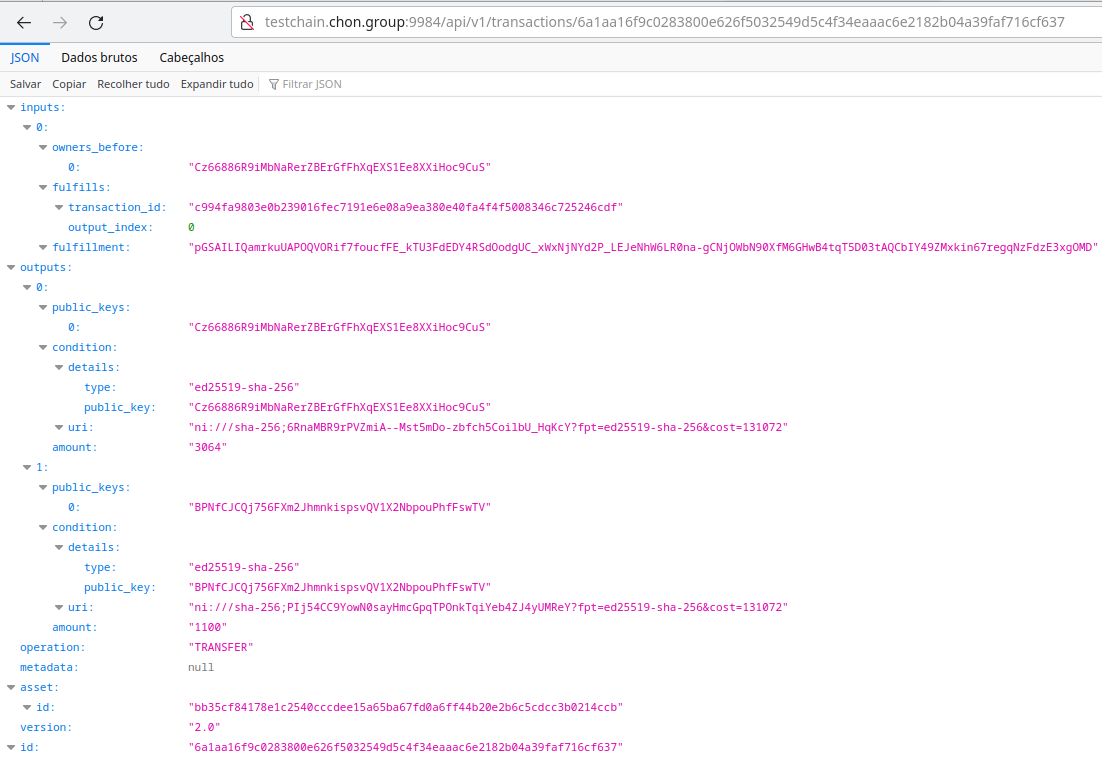 testchain.chon.group:9984/api/v1/transactions/6a1aa16f9c0283800e626f5032549d5c4f34eaaac6e2182b04a39faf716cf637
JSON Dados brutos Cabeçalhos
Salvar Copiar Recolher tudo Expandir tudo Filtrar JSON
inputs:
0:
owners_before:
0: "Cz66886R9iMbNaRerZBErGfFhXqEXS1Ee8XXiHoc9CuS"
fulfills:
transaction_id: "c994fa9803e0b239016fec7191e6e08a9ea380e40fa4f4f5008346c725246cdf"
output_index: 0
fulfillment: "pGSAILIQamrkuUAPOQVORif7foucfFE_kTU3FdEDY4RSdOodgUC_xWxNjNYd2P_LEJeNhW6LR0na-gCNjOWbN90XfM6GHwB4tqT5D03tAQCbIY49ZMxkin67regqNzFdzE3xgOMD"
outputs:
0:
public_keys:
0: "Cz66886R9iMbNaRerZBErGfFhXqEXS1Ee8XXiHoc9CuS"
condition:
details:
type: "ed25519-sha-256"
public_key: "Cz66886R9iMbNaRerZBErGfFhXqEXS1Ee8XXiHoc9CuS"
uri: "ni:///sha-256;6RnaMBR9rPVZmiA--Mst5mDo-zbfch5CoilbU_HqKcY?fpt=ed25519-sha-256&cost=131072"
amount: "3064"
1:
public_keys:
0: "BPNfCJCQj756FXm2JhmnkispsvQV1X2NbpouPhfFswTV"
condition:
details:
type: "ed25519-sha-256"
public_key: "BPNfCJCQj756FXm2JhmnkispsvQV1X2NbpouPhfFswTV"
uri: "ni:///sha-256;PIj54CC9YowN0sayHmcGpqTPOnkTqiYeb4ZJ4yUMReY?fpt=ed25519-sha-256&cost=131072"
amount: "1100"
operation: "TRANSFER"
metadata: null
asset:
id: "bb35cf84178e1c2540cccdee15a65ba67fd0a6ff44b20e2b6c5cdcc3b0214ccb"
version: "2.0"
id: "6a1aa16f9c0283800e626f5032549d5c4f34eaaac6e2182b04a39faf716cf637"